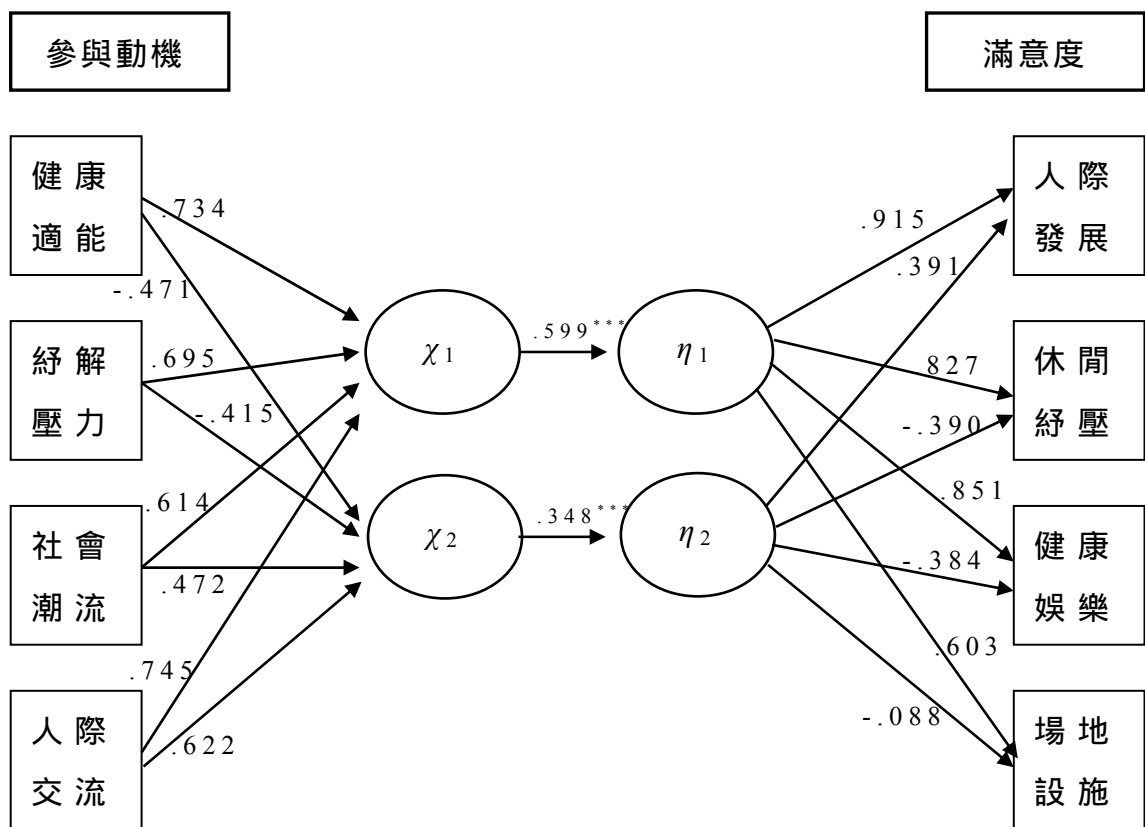 參與動機
滿意度
健康
適能
紓解
壓力
社會
潮流
人際
交流
.734
-.471
.695
-.415
.614
.472
.745
.622
χ1
.599***
η1
χ2
.348***
η2
.915
.391
827
-.390
.851
-.384
.603
-.088
人際
發展
休閒
紓壓
健康
娛樂
場地
設施